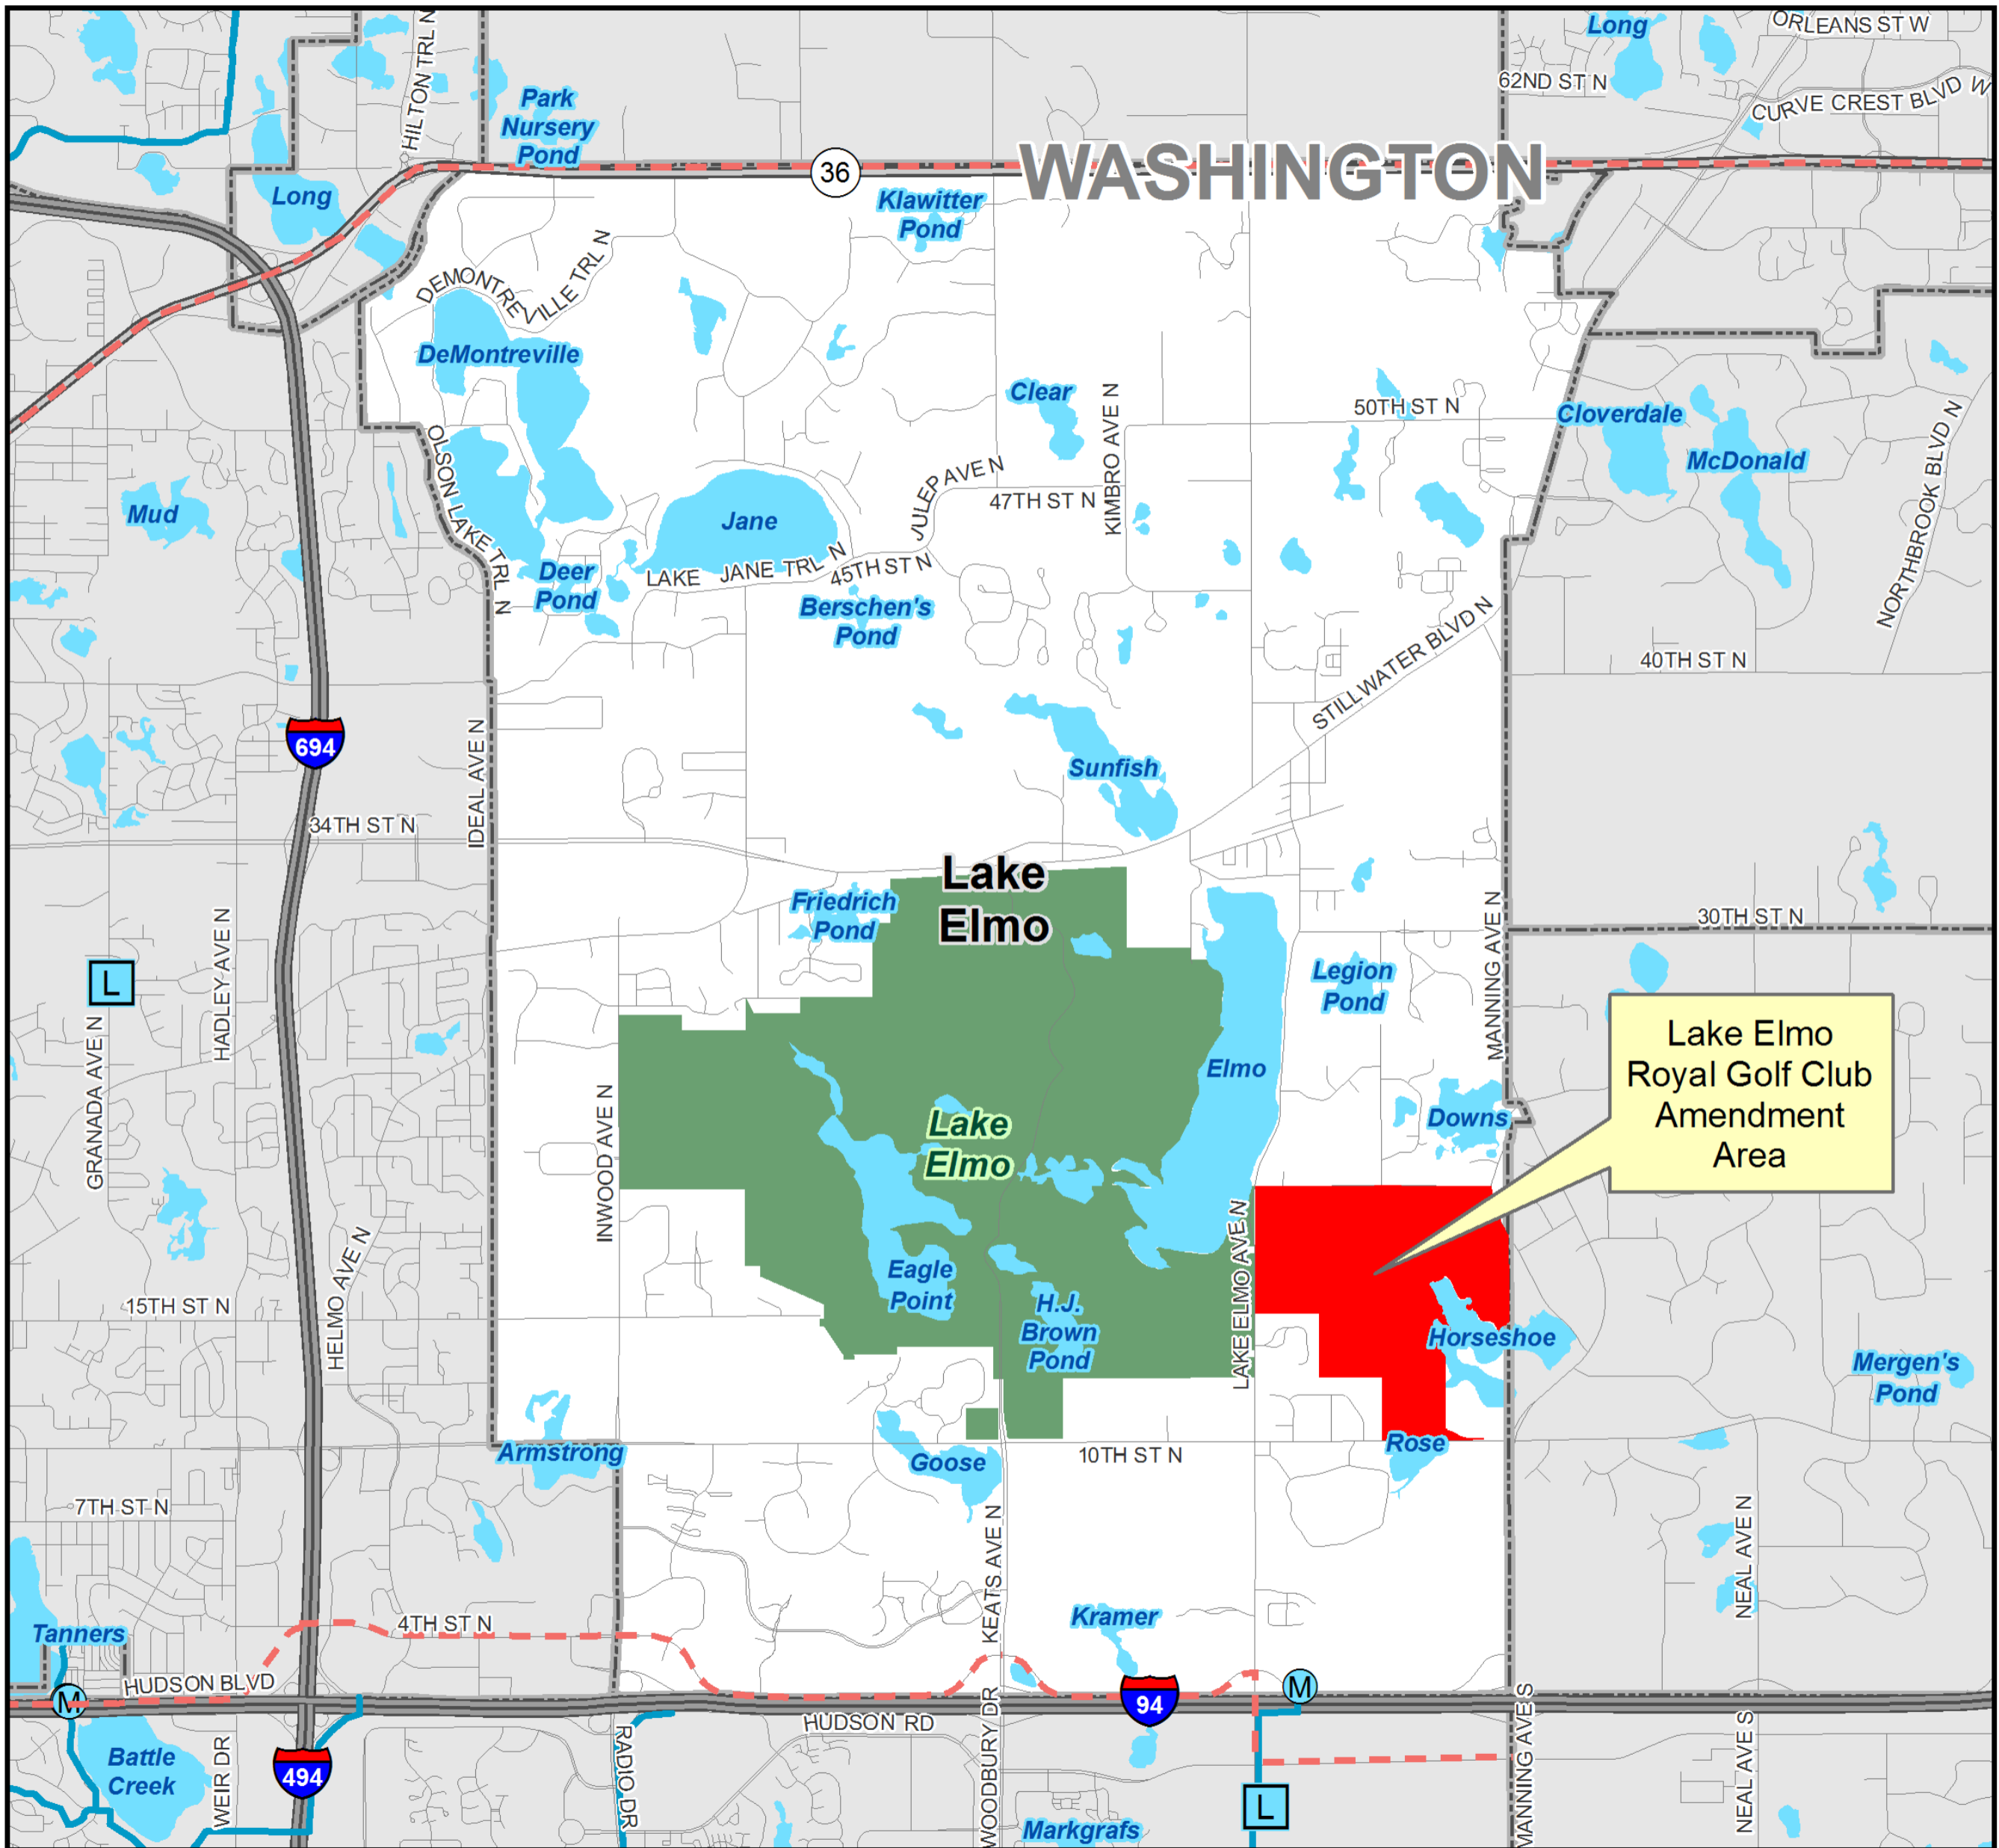 Long
ORLEANS ST W
HILTON TRL N
62ND ST N
CURVE CREST BLVD W
Park
Nursery
Pond
36
WASHINGTON
Long
Klawitter
Pond
DEMONTREVILLE TRL N
DeMontreville
Clear
KIMBRO AVE N
50TH ST N
Cloverdale
McDonald
NORTHBROOK BLVD N
OLSON LAKE TRL N
Mud
Jane
JULEP AVE N
47TH ST N
LAKE JANE TRL N
45TH ST N
Deer
Pond
Berschen's
Pond
STILLWATER BLVD N
40TH ST N
694
IDEAL AVE N
Sunfish
34TH ST N
Lake
Elmo
Friedrich
Pond
MANNING AVE N
30TH ST N
L
HADLEY AVE N
GRANADA AVE N
Legion
Pond
Lake Elmo
Royal Golf Club
Amendment
Area
Elmo
INWOOD AVE N
Lake
Elmo
Downs
LAKE ELMO AVE N
HELMO AVE N
15TH ST N
Eagle
Point
H.J.
Brown
Pond
Horseshoe
Mergen's
Pond
Armstrong
Goose
10TH ST N
Rose
7TH ST N
KEATS AVE N
NEAL AVE N
Tanners
4TH ST N
Kramer
HUDSON BLVD
M
M
94
HUDSON RD
WOODBURY DR
MANNING AVE S
NEAL AVE S
Battle
Creek
WEIR DR
494
RADIO DR
L
Markgrafs